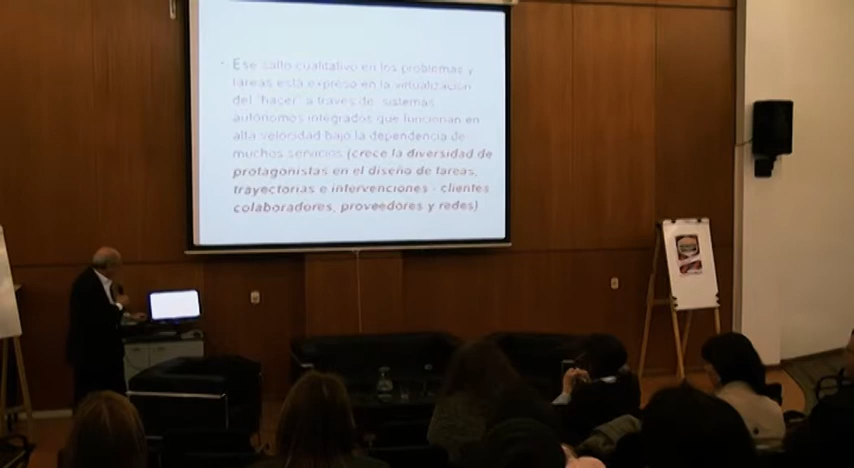 · Ese salto cualitativo en los problemas y
tareas está expreso en la virtualización
del "hacer" a través de sistemas
autónomos integrados que funcionan en
alta velocidad bajo la dependencia de
muchos servicios (crece la diversidad de
protagonistas en el diseño de tareas,
trayectorias e intervenciones - clientes
colaboradores, proveedores y redes)